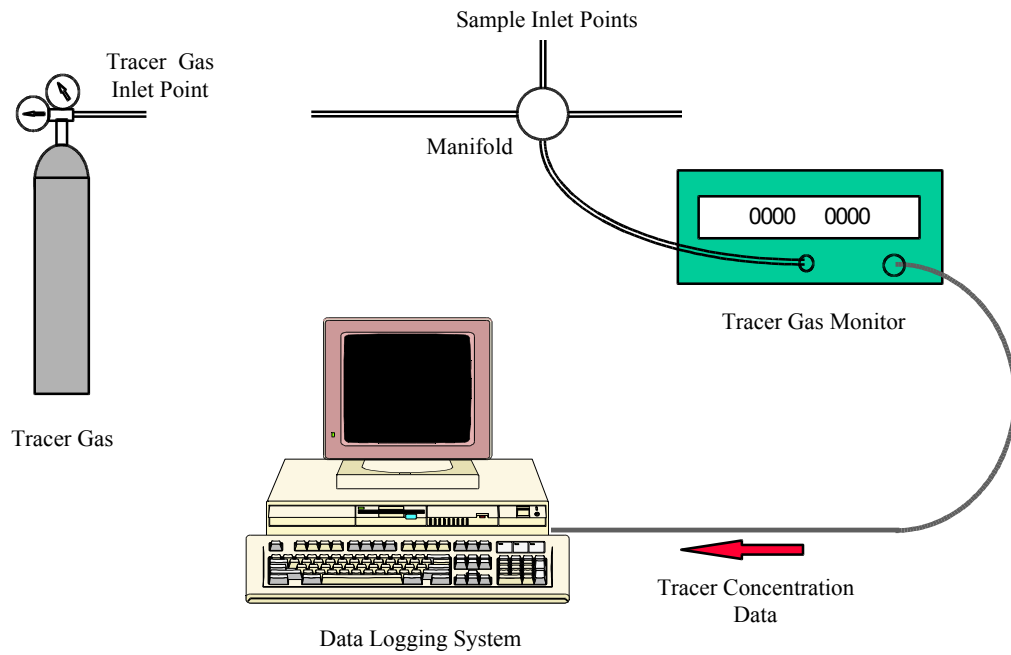 Sample Inlet Points
Tracer Gas
Inlet Point
Manifold
0000 0000
Tracer Gas Monitor
Tracer Gas
Tracer Concentration
Data
Data Logging System